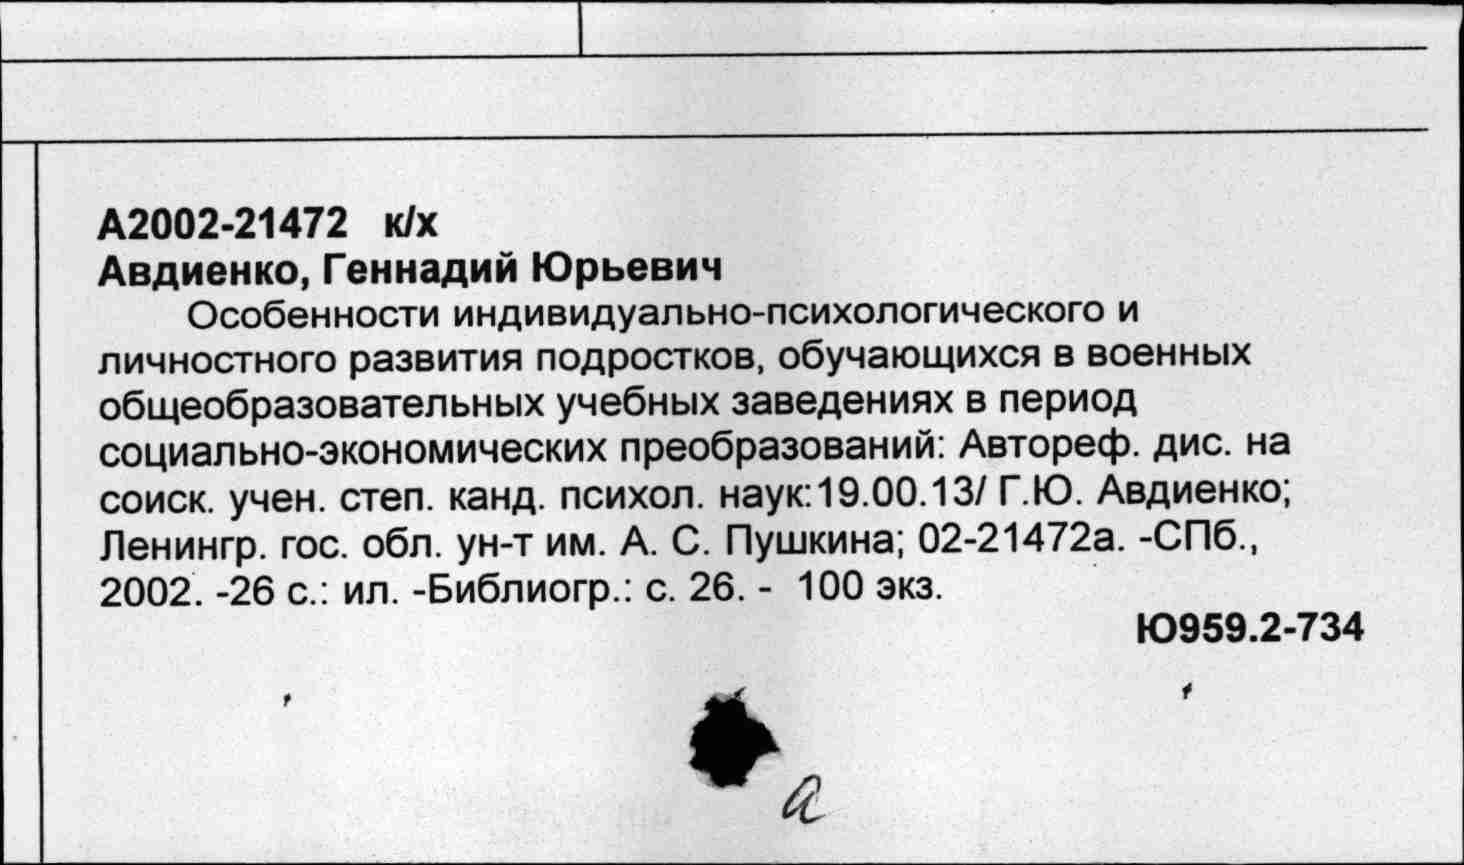 А2002-21472 к/х
Авдиенко, Геннадий Юрьевич
Особенности индивидуально-психологического и
личностного развития подростков, обучающихся в военных
общеобразовательных учебных заведениях в период
социально-экономических преобразований: Автореф. дис. на
соиск. учен. степ. канд. психол. наук:19.00.13/ Г.Ю. Авдиенко;
Ленингр. гос. обл. ун-т им. А. С. Пушкина; 02-21472а. -СПб.,
2002. -26 с.: ил. -Библиогр.: с. 26. - 100 экз.
Ю959.2-734
а